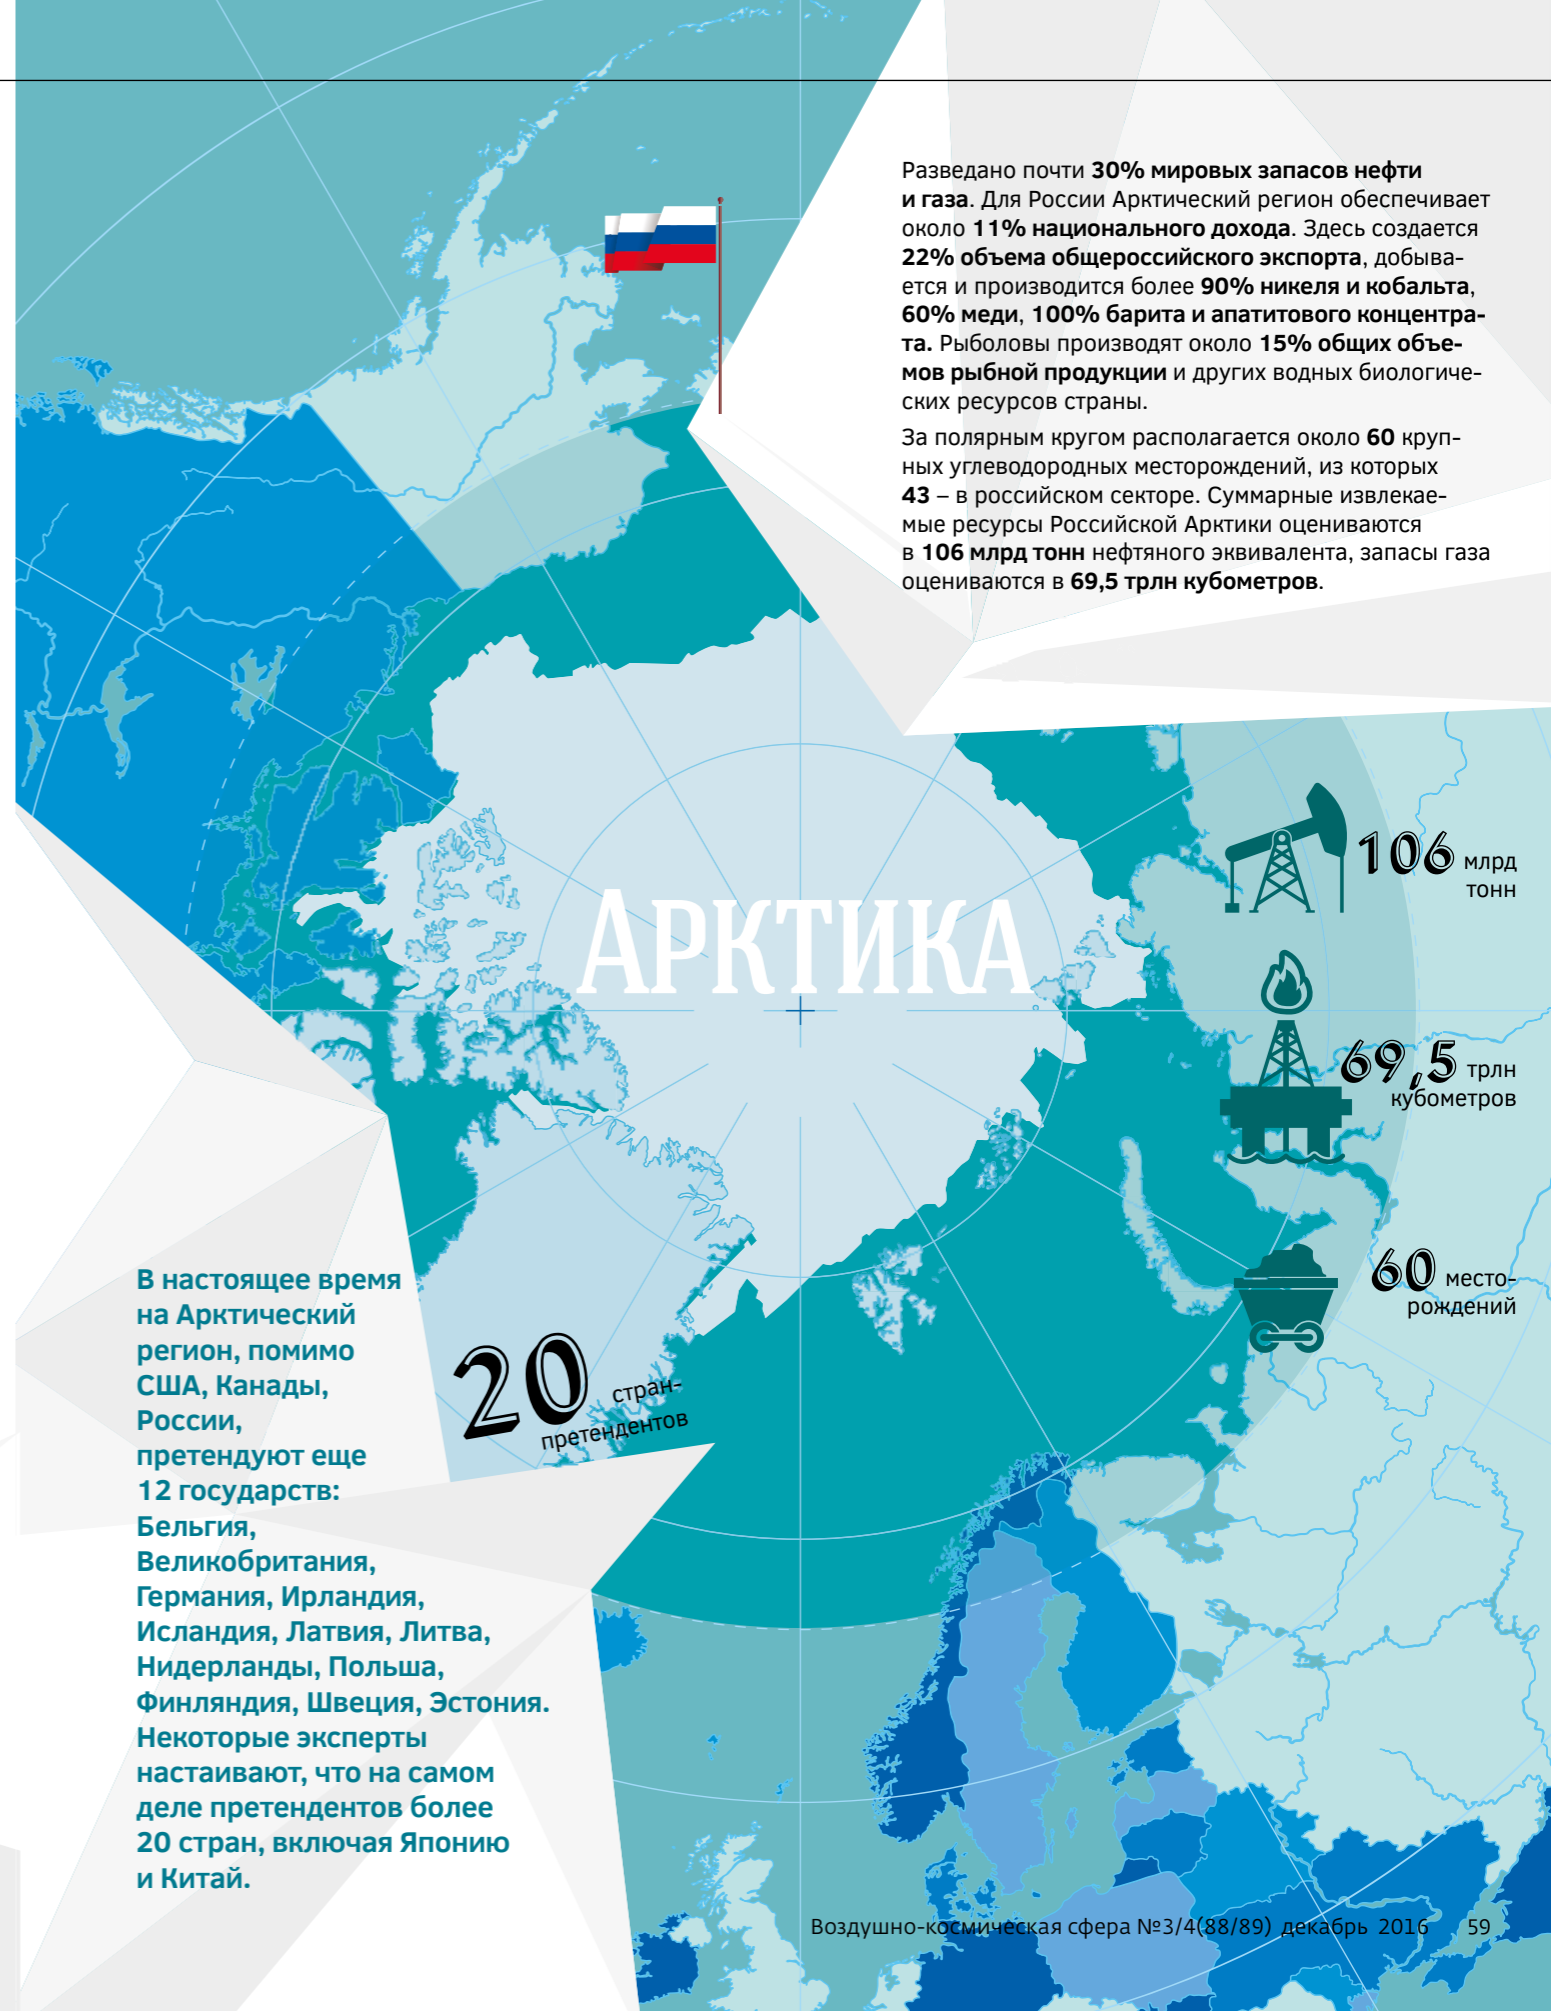 Разведано почти 30% мировых запасов нефти
и газа. Для России Арктический регион обеспечивает
около 11% национального дохода. Здесь создается
22% объема общероссийского экспорта, добыва-
ется и производится более 90% никеля и кобальта,
60% меди, 100% барита и апатитового концентра-
та. Рыболовы производят около 15% общих объе-
мов рыбной продукции и других водных биологиче-
ских ресурсов страны.
За полярным кругом располагается около 60 круп-
ных углеводородных месторождений, из которых
43 – в российском секторе. Суммарные извлекае-
мые ресурсы Российской Арктики оцениваются
в 106 млрд тонн нефтяного эквивалента, запасы газа
оцениваются в 69,5 трлн кубометров.
106 млрд
тонн
АРКТИКА
69,5 трлн
кубометров
60 место-
рождений
20 стран-
претендентов
В настоящее время
на Арктический
регион, помимо
США, Канады,
России,
претендуют еще
12 государств:
Бельгия,
Великобритания,
Германия, Ирландия,
Исландия, Латвия, Литва,
Нидерланды, Польша,
Финляндия, Швеция, Эстония.
Некоторые эксперты
настаивают, что на самом
деле претендентов более
20 стран, включая Японию
и Китай.
Воздушно-космическая сфера №3/4(88/89) декабрь 2016 59